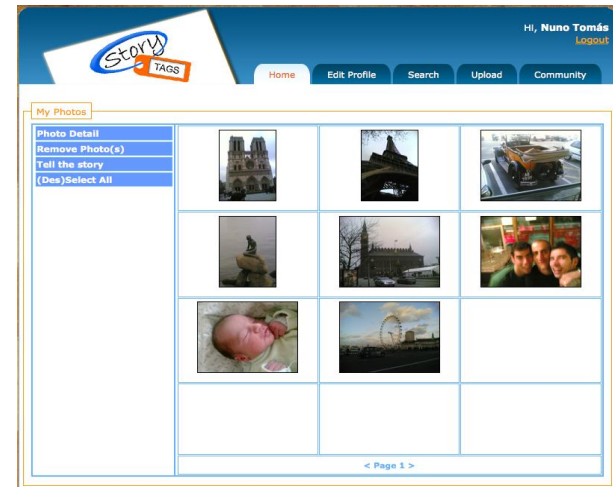 Story
TAGS
Hi, Nuno Tomás
Logout
Home Edit Profile Search Upload Community
My Photos
Photo Detail
Remove Photo(s)
Tell the story
(Des)Select All
< Page 1 >